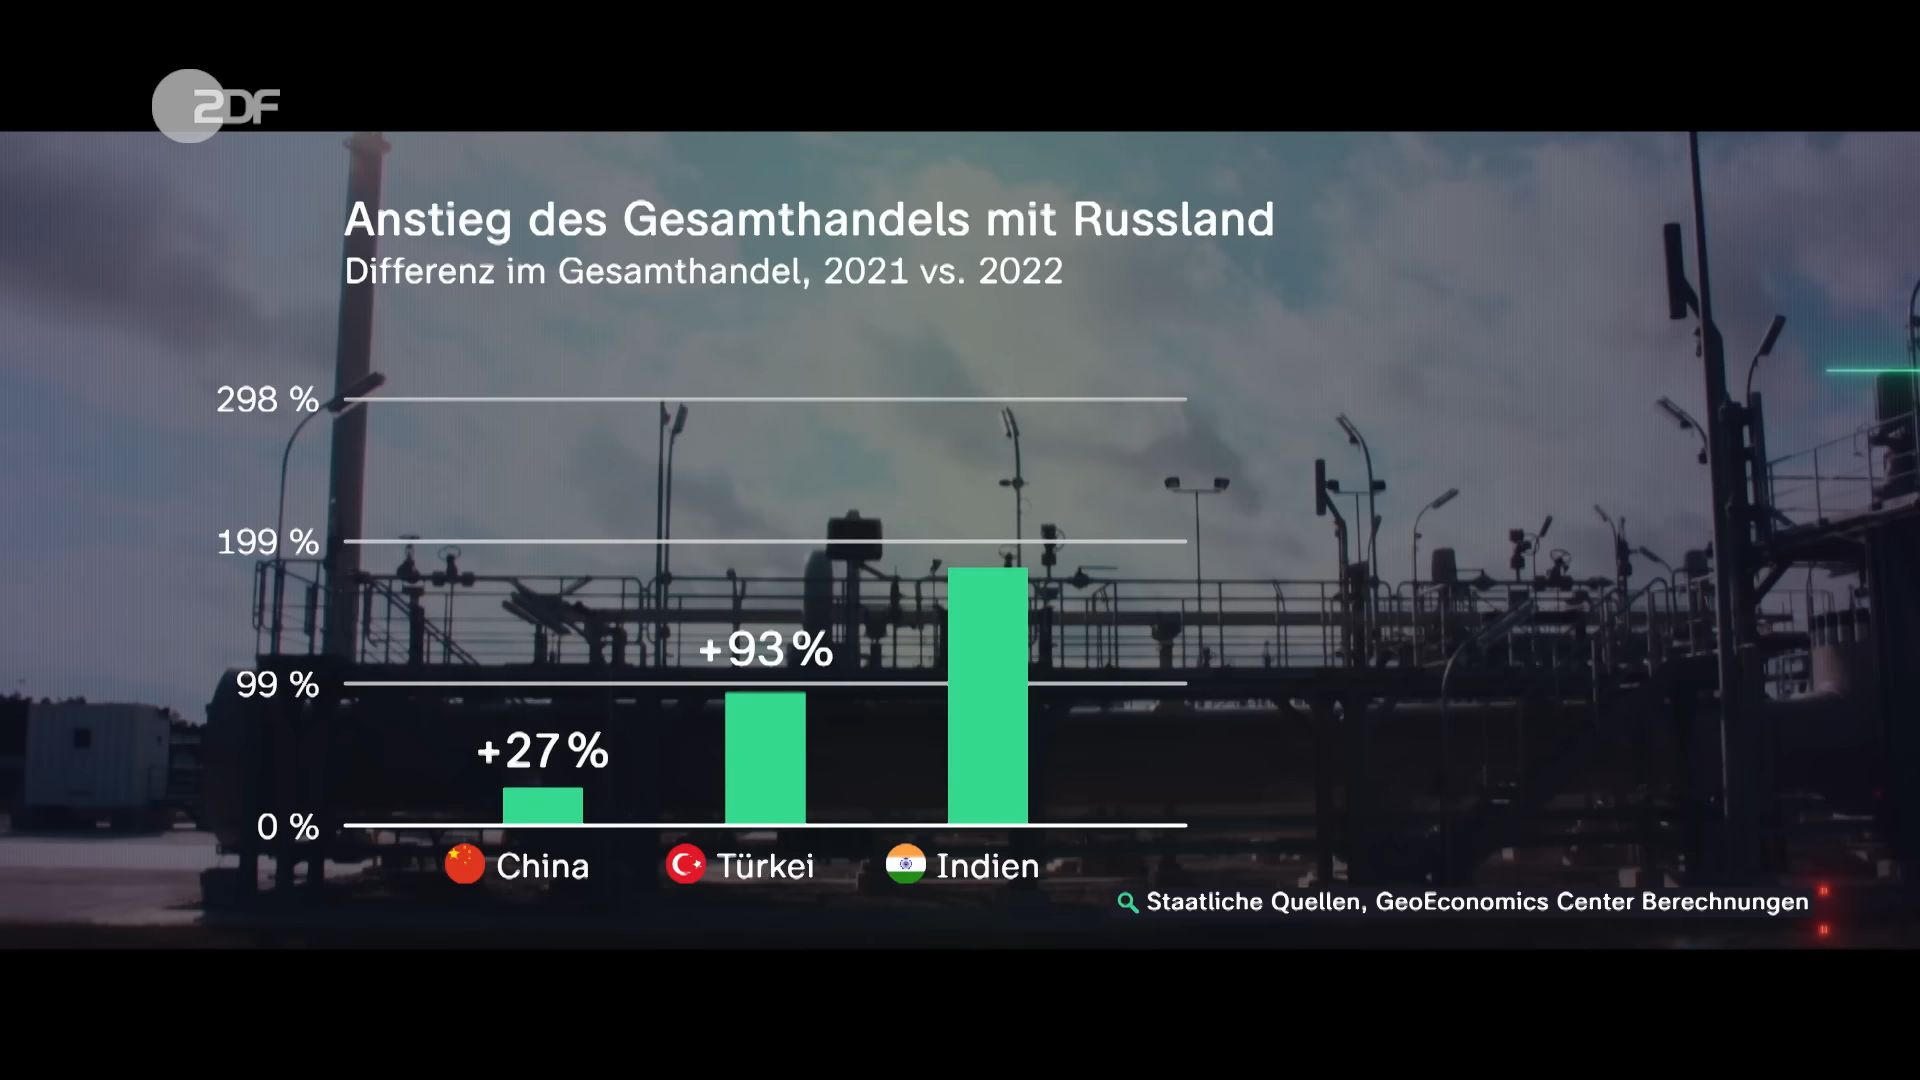 ZDF
Anstieg des Gesamthandels mit Russland
Differenz im Gesamthandel, 2021 vs. 2022
298 %
199 %
99 %
0 %
+27 %
+93 %
China
Türkei
Indien
Staatliche Quellen, GeoEconomics Center Berechnungen